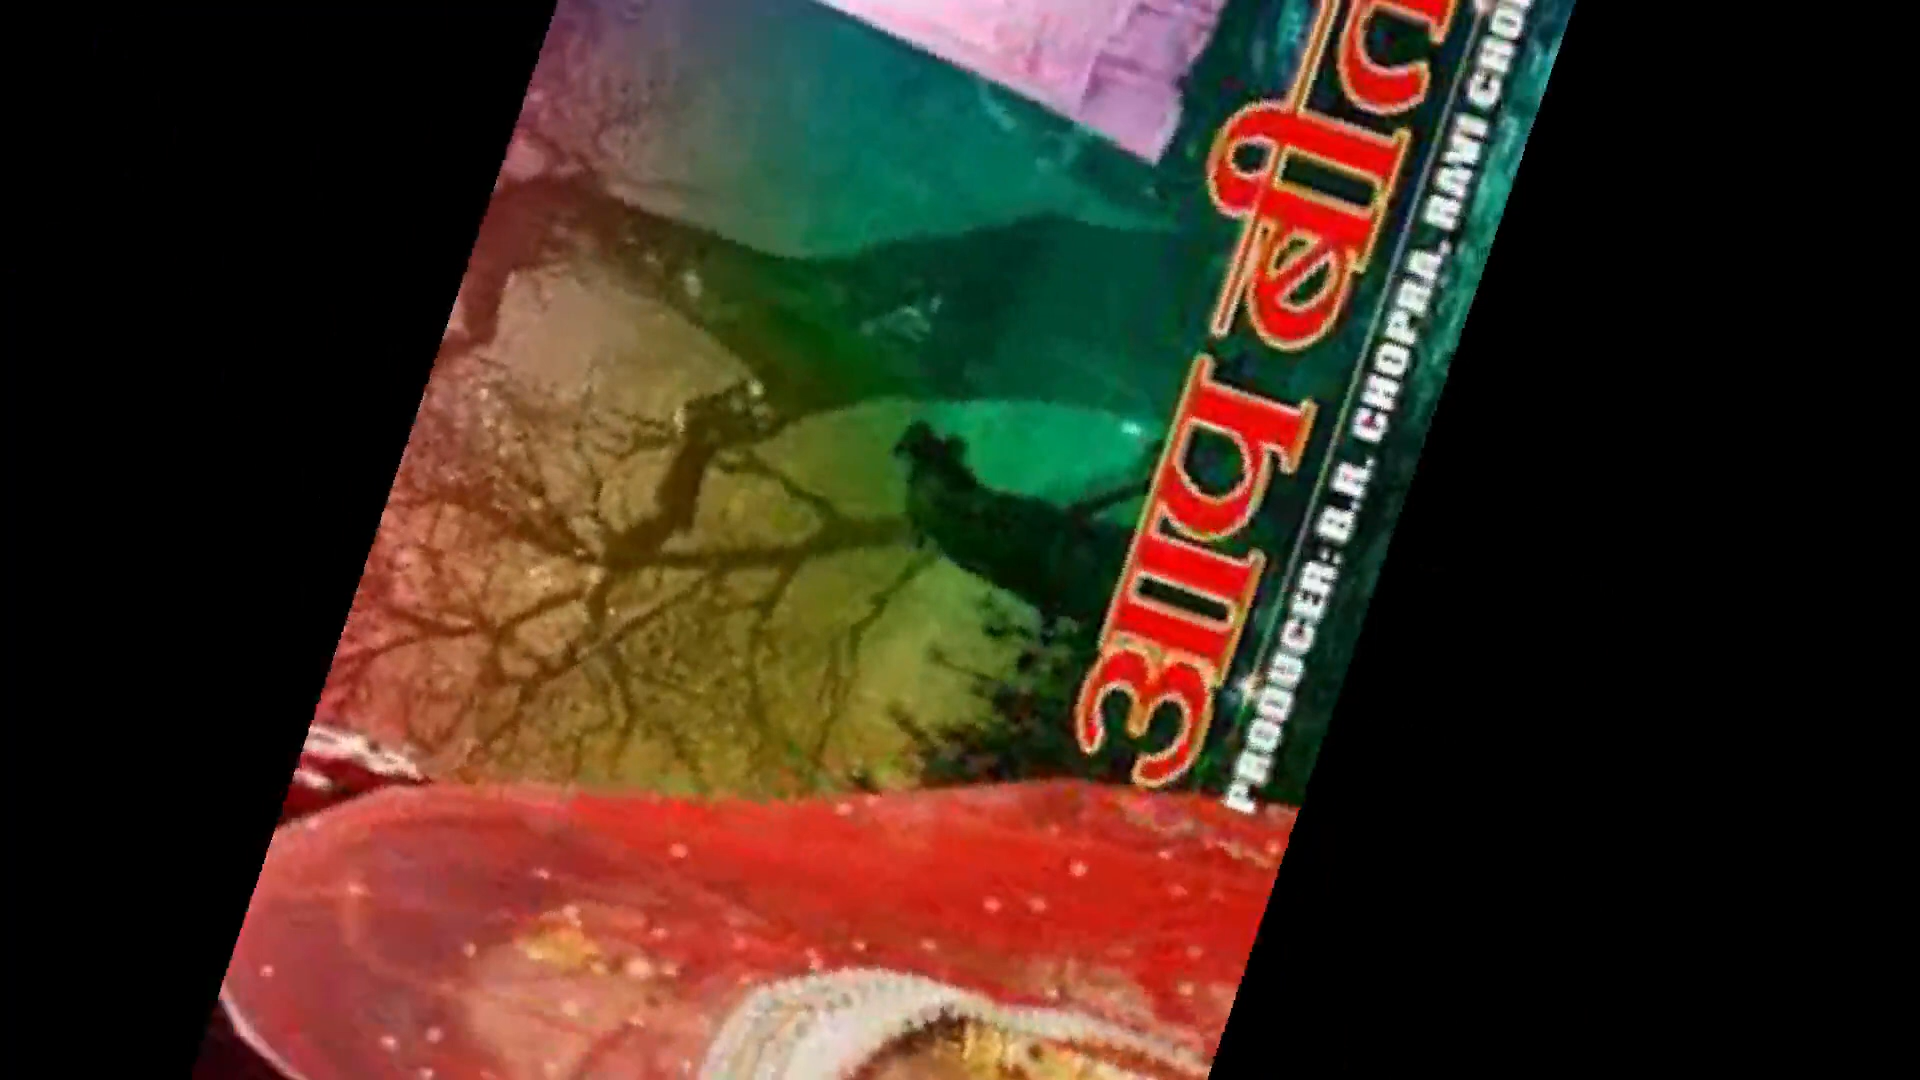 आप बीत
PRODUCER: B.R. CHOPRA. RAVI CHO